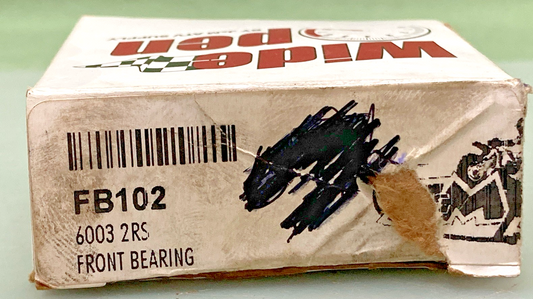 wide
open
FB102
6003 2RS
FRONT BEARING